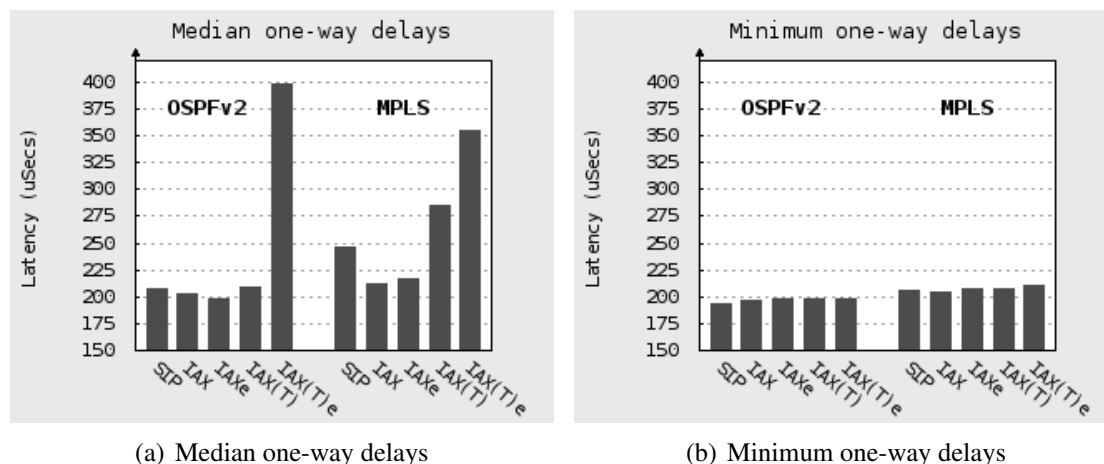 Median one-way delays
Latency (uSecs)
400
375
350
325
300
275
250
225
200
175
150
OSPFv2
MPLS
SIP
IAX
IAXe
IAX(T)
IAX(T)e
SIP
IAX
IAXe
IAX(T)
IAX(T)e
(a) Median one-way delays
Minimum one-way delays
Latency (uSecs)
400
375
350
325
300
275
250
225
200
175
150
OSPFv2
MPLS
SIP
IAX
IAXe
IAX(T)
IAX(T)e
SIP
IAX
IAXe
IAX(T)
IAX(T)e
(b) Minimum one-way delays